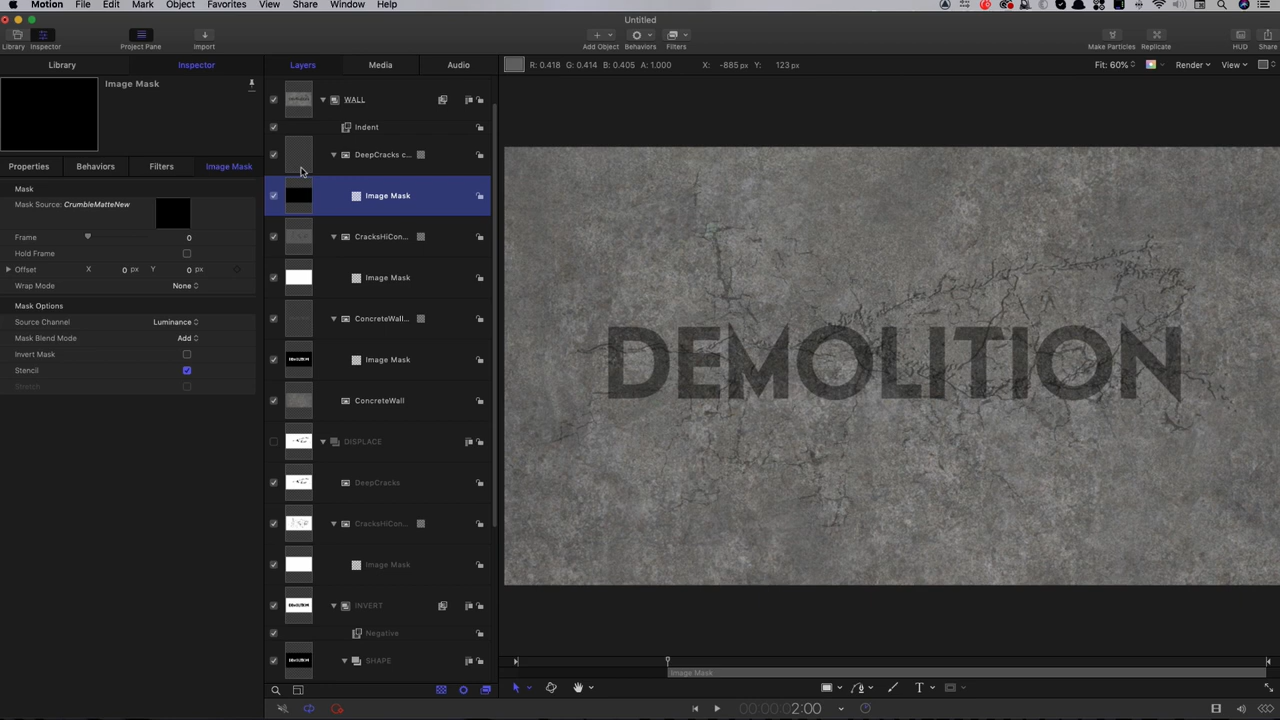 Motion File Edit Mark Object Favorites View Share Window Help
Untitled
Library Inspector Project Pane Import Add Object Behaviors Filters Make Particles Replicate HUD Share
Library Inspector Layers Media Audio R: 0.418 G: 0.414 B: 0.405 A: 1.000 X: -885 px Y: 123 px Fit: 60% Render View
Image Mask
WALL
Indent
DeepCracks c...
Properties Behaviors Filters Image Mask
Mask
Image Mask
Mask Source: CrumbleMatteNew
Frame 0
CracksHiCon...
Hold Frame
Offset X 0 px Y 0 px
Image Mask
Wrap Mode None
Mask Options
Source Channel Luminance
ConcreteWall...
Mask Blend Mode Add
Invert Mask
Image Mask
Stencil
Stretch
DEMOLITION
ConcreteWall
DISPLACE
DeepCracks
CracksHiCon...
Image Mask
INVERT
Negative
SHAPE
Image Mask
00:00:02:00